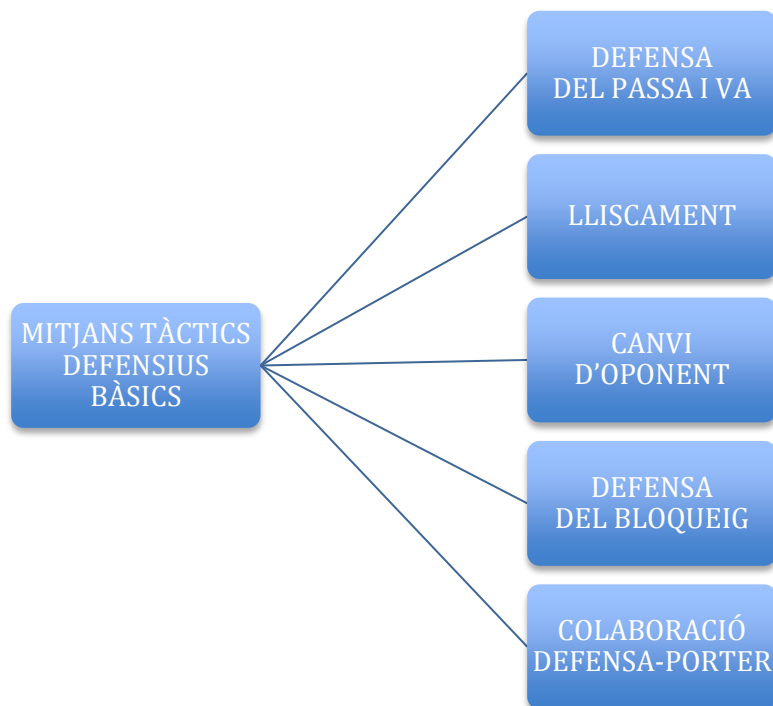 MITJANS TÀCTICS
DEFENSIUS
BÀSICS
DEFENSA
DEL PASSA I VA
LLISCAMENT
CANVI
D’OPONENT
DEFENSA
DEL BLOQUEIG
COLABORACIÓ
DEFENSA-PORTER